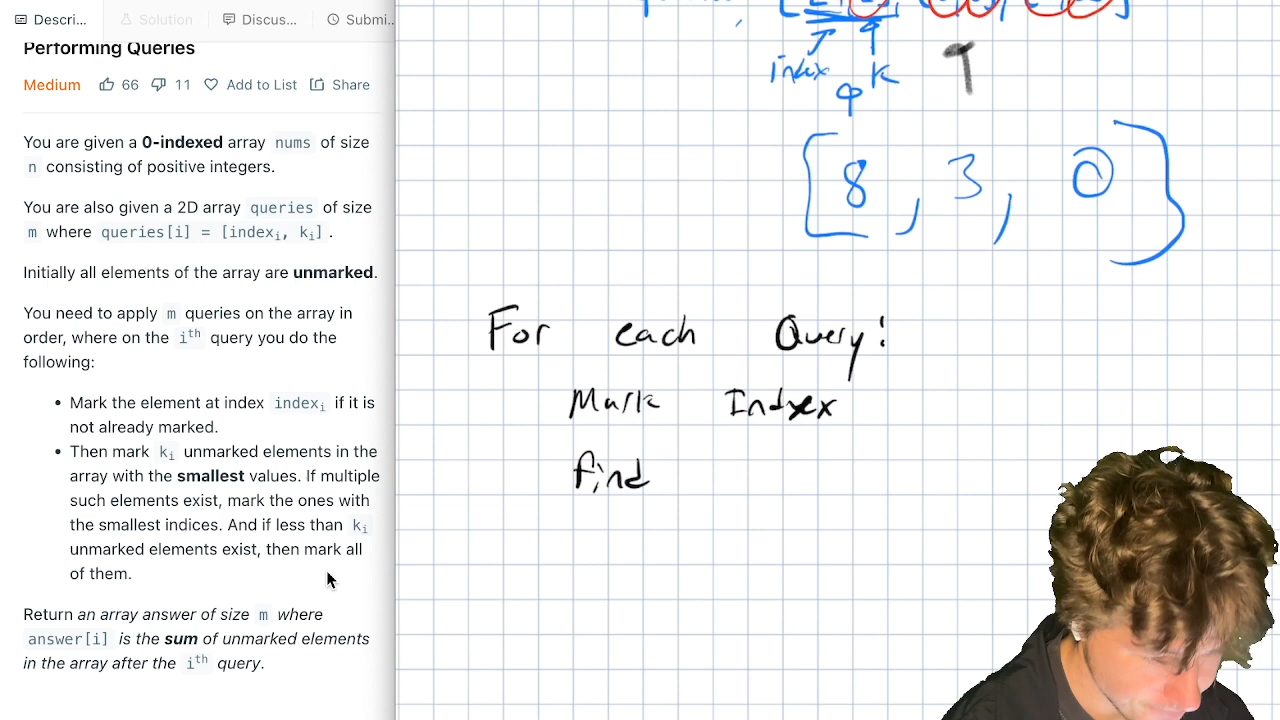 Descri...
Solution
Discus...
Submi...
Performing Queries
Medium 66 11 Add to List Share
You are given a 0-indexed array nums of size
n consisting of positive integers.
You are also given a 2D array queries of size
m where queries[i] = [indexᵢ, kᵢ].
Initially all elements of the array are unmarked.
You need to apply m queries on the array in
order, where on the iᵗʰ query you do the
following:
• Mark the element at index indexᵢ if it is
not already marked.
• Then mark kᵢ unmarked elements in the
array with the smallest values. If multiple
such elements exist, mark the ones with
the smallest indices. And if less than kᵢ
unmarked elements exist, then mark all
of them.
Return an array answer of size m where
answer[i] is the sum of unmarked elements
in the array after the iᵗʰ query.
index K
[8, 3, 0]
For each Query:
Mark Index
find